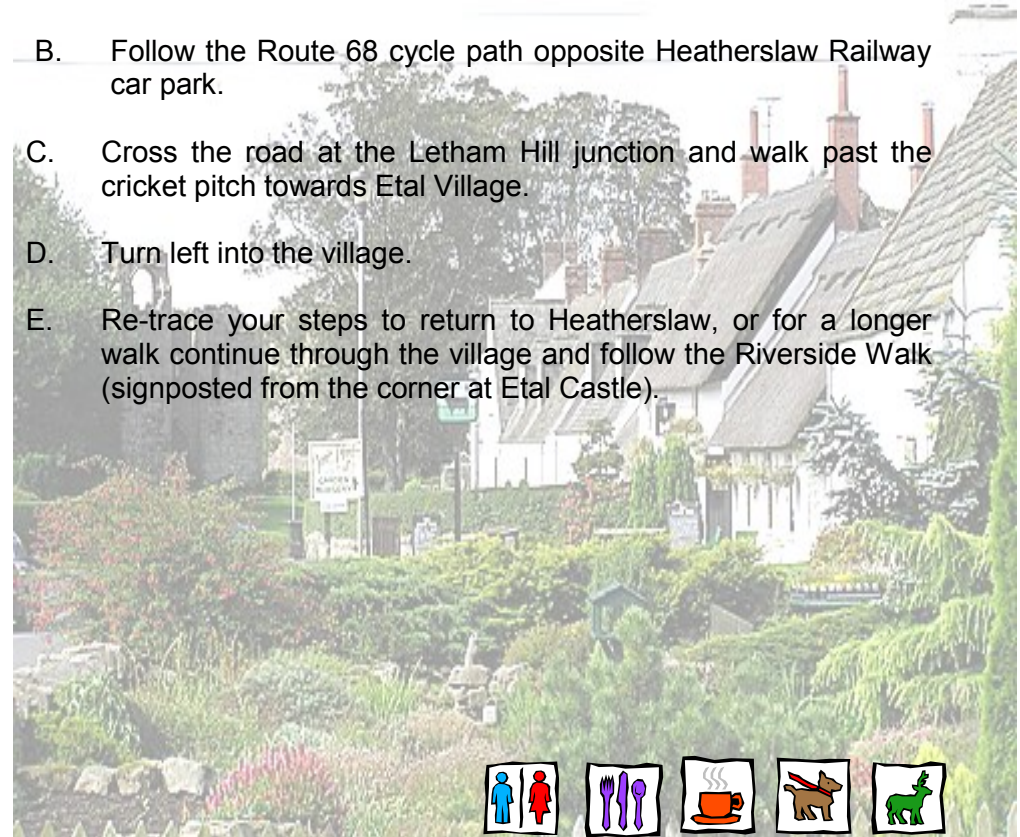 B. Follow the Route 68 cycle path opposite Heatherslaw Railway
car park.
C. Cross the road at the Letham Hill junction and walk past the
cricket pitch towards Etal Village.
D. Turn left into the village.
E. Re-trace your steps to return to Heatherslaw, or for a longer
walk continue through the village and follow the Riverside Walk
(signposted from the corner at Etal Castle).
GARDEN
NURSERY